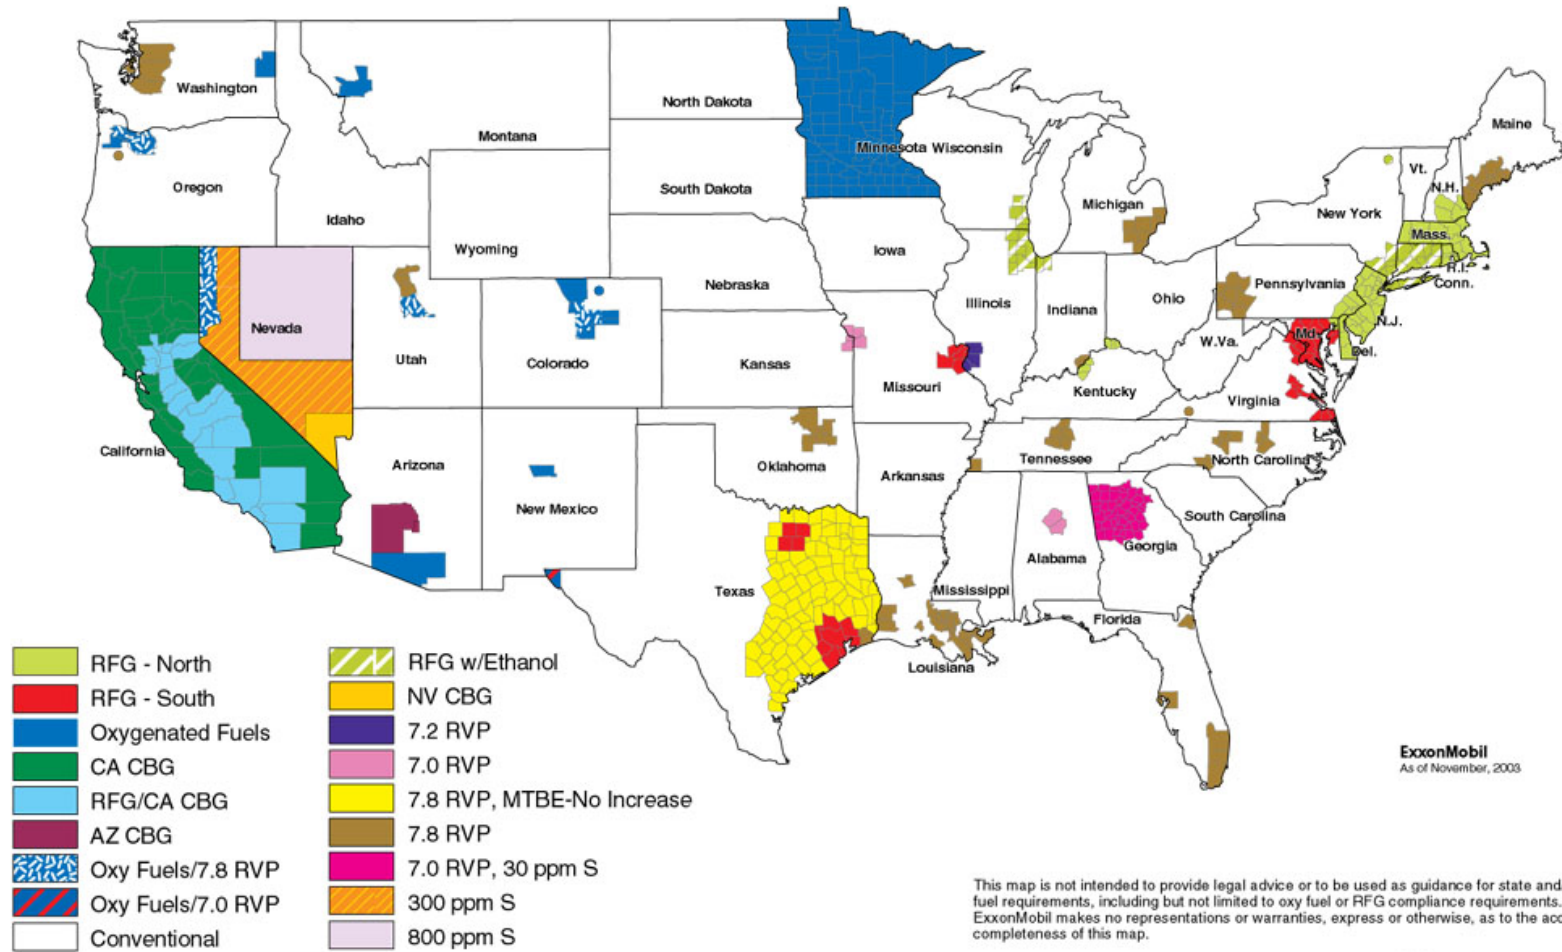 Washington
Montana
North Dakota
Minnesota
Wisconsin
Maine
Vt.
N.H.
Oregon
Idaho
South Dakota
Michigan
New York
Mass.
Wyoming
Iowa
R.I.
Conn.
Nebraska
Illinois
Indiana
Ohio
Pennsylvania
N.J.
Nevada
Utah
Colorado
Kansas
Missouri
Kentucky
W.Va.
Md.
Del.
Virginia
California
Arizona
New Mexico
Oklahoma
Arkansas
Tennessee
North Carolina
South Carolina
Texas
Mississippi
Alabama
Georgia
Louisiana
Florida
RFG - North
RFG - South
Oxygenated Fuels
CA CBG
RFG/CA CBG
AZ CBG
Oxy Fuels/7.8 RVP
Oxy Fuels/7.0 RVP
Conventional
RFG w/Ethanol
NV CBG
7.2 RVP
7.0 RVP
7.8 RVP, MTBE-No Increase
7.8 RVP
7.0 RVP, 30 ppm S
300 ppm S
800 ppm S
ExxonMobil
As of November, 2003
This map is not intended to provide legal advice or to be used as guidance for state and
fuel requirements, including but not limited to oxy fuel or RFG compliance requirements.
ExxonMobil makes no representations or warranties, express or otherwise, as to the acc
completeness of this map.